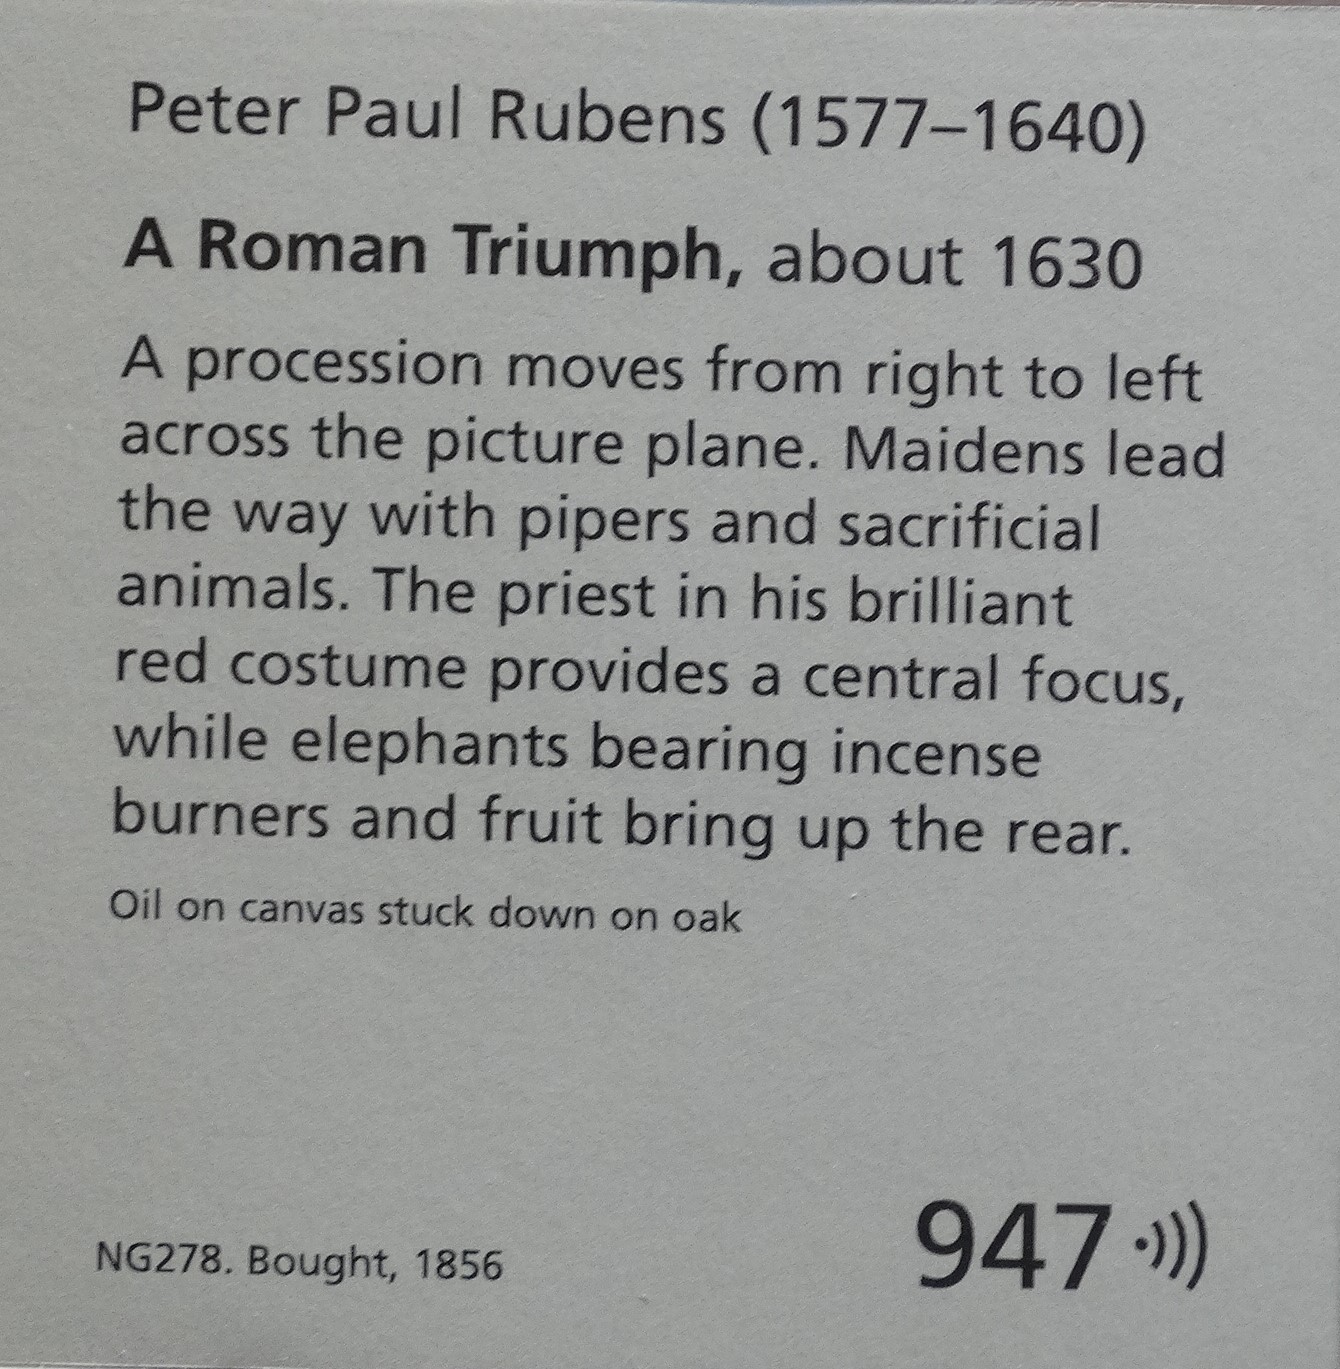 Peter Paul Rubens (1577–1640)
A Roman Triumph, about 1630
A procession moves from right to left
across the picture plane. Maidens lead
the way with pipers and sacrificial
animals. The priest in his brilliant
red costume provides a central focus,
while elephants bearing incense
burners and fruit bring up the rear.
Oil on canvas stuck down on oak
NG278. Bought, 1856
947